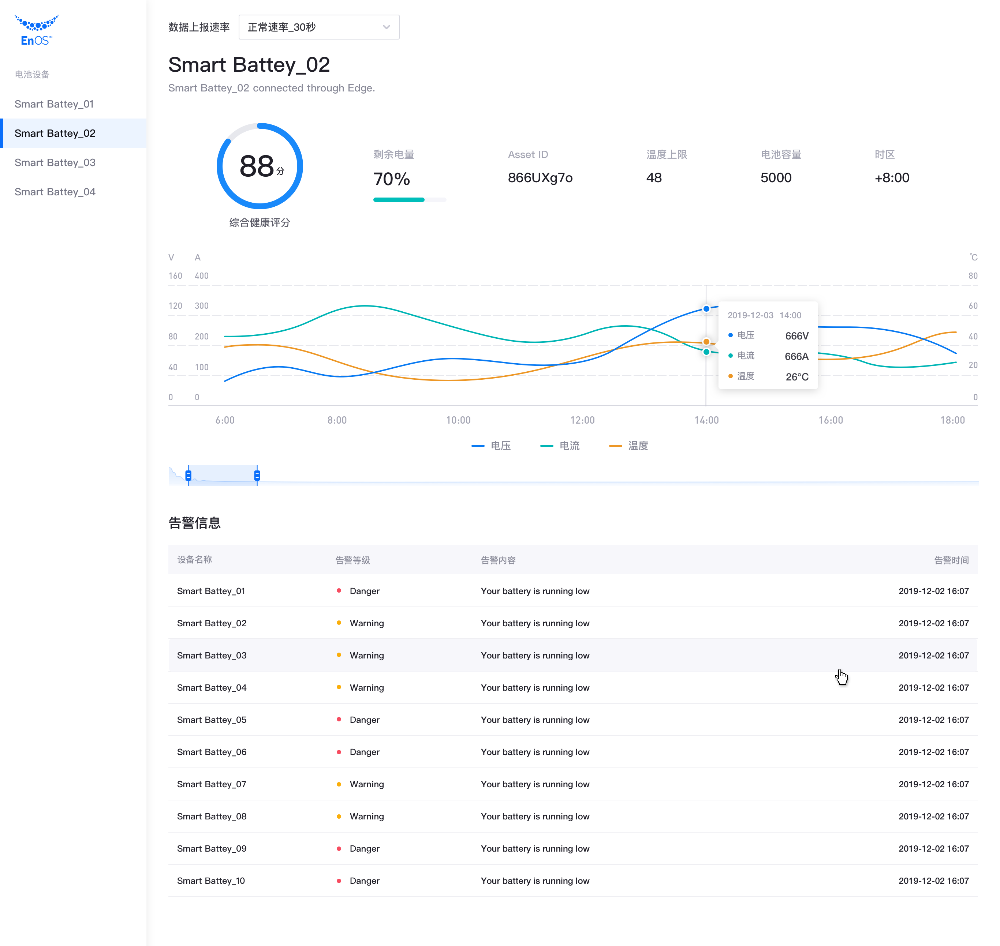 EnOS™
电池设备
Smart Battey_01
Smart Battey_02
Smart Battey_03
Smart Battey_04
数据上报速率 正常速率_30秒
Smart Battey_02
Smart Battey_02 connected through Edge.
88分
综合健康评分
剩余电量
70%
Asset ID
866UXg7o
温度上限
48
电池容量
5000
时区
+8:00
V A ℃
160 400 80
120 300 60
80 200 40
40 100 20
0 0 0
2019-12-03 14:00
电压 666V
电流 666A
温度 26°C
6:00 8:00 10:00 12:00 14:00 16:00 18:00
电压 电流 温度
告警信息
设备名称 告警等级 告警内容 告警时间
Smart Battey_01 Danger Your battery is running low 2019-12-02 16:07
Smart Battey_02 Warning Your battery is running low 2019-12-02 16:07
Smart Battey_03 Warning Your battery is running low 2019-12-02 16:07
Smart Battey_04 Warning Your battery is running low 2019-12-02 16:07
Smart Battey_05 Danger Your battery is running low 2019-12-02 16:07
Smart Battey_06 Danger Your battery is running low 2019-12-02 16:07
Smart Battey_07 Warning Your battery is running low 2019-12-02 16:07
Smart Battey_08 Warning Your battery is running low 2019-12-02 16:07
Smart Battey_09 Danger Your battery is running low 2019-12-02 16:07
Smart Battey_10 Danger Your battery is running low 2019-12-02 16:07